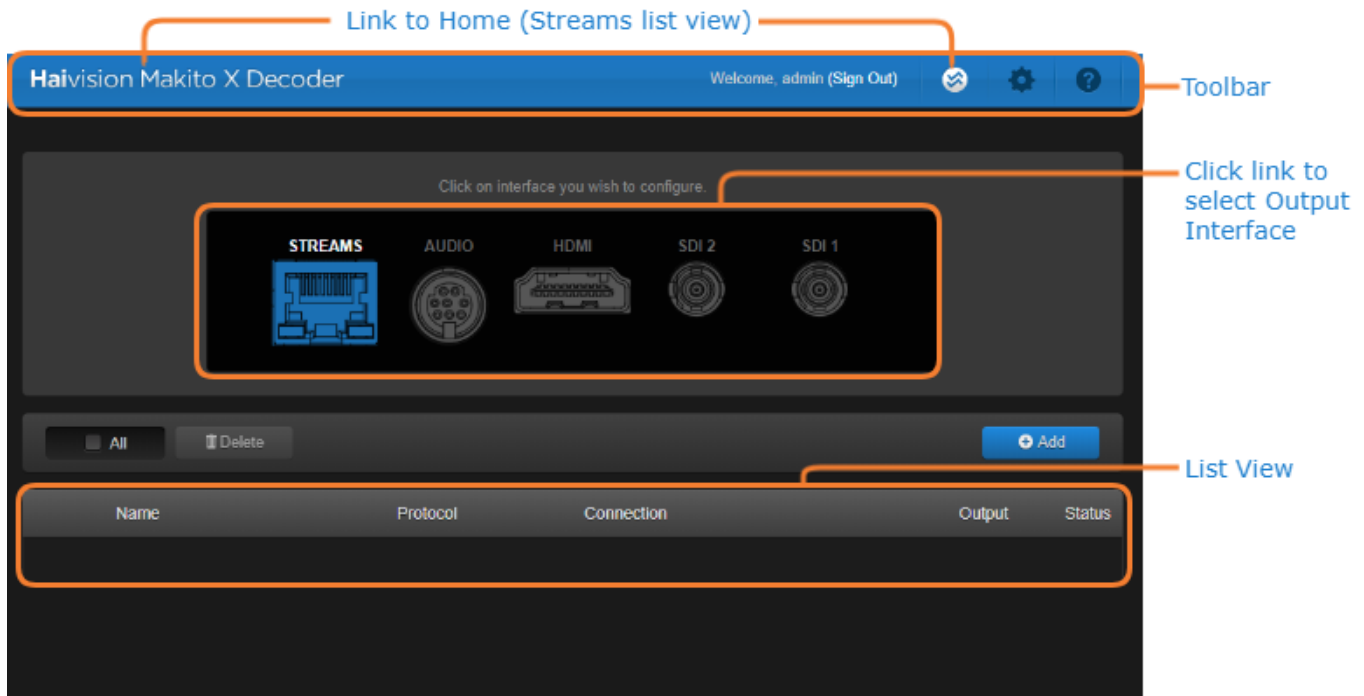 Link to Home (Streams list view)
Haivision Makito X Decoder
Welcome, admin (Sign Out)
Toolbar
Click on interface you wish to configure.
Click link to
select Output
Interface
STREAMS AUDIO HDMI SDI 2 SDI 1
All Delete Add
List View
Name Protocol Connection Output Status